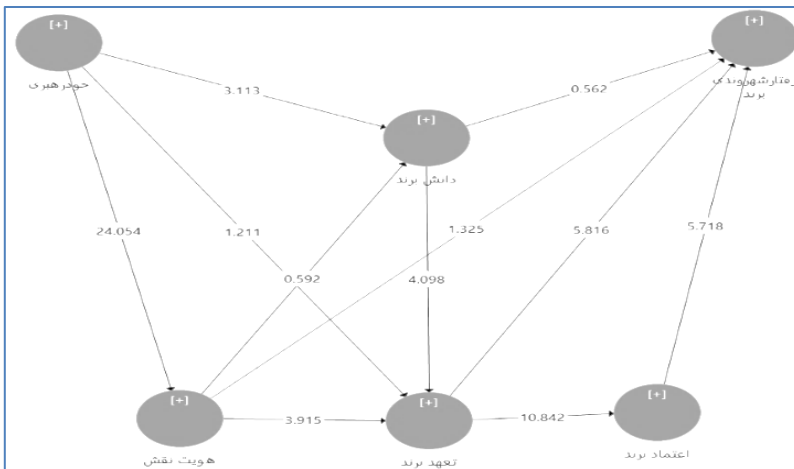 [+]
[+]
خودرهبری
رفتارشهروندی
برند
3.113
0.562
[+]
دانش برند
24.054
1.211
1.325
5.816
5.718
0.592
4.098
[+]
[+]
[+]
3.915
10.842
هویت نقش
تعهد برند
اعتماد برند